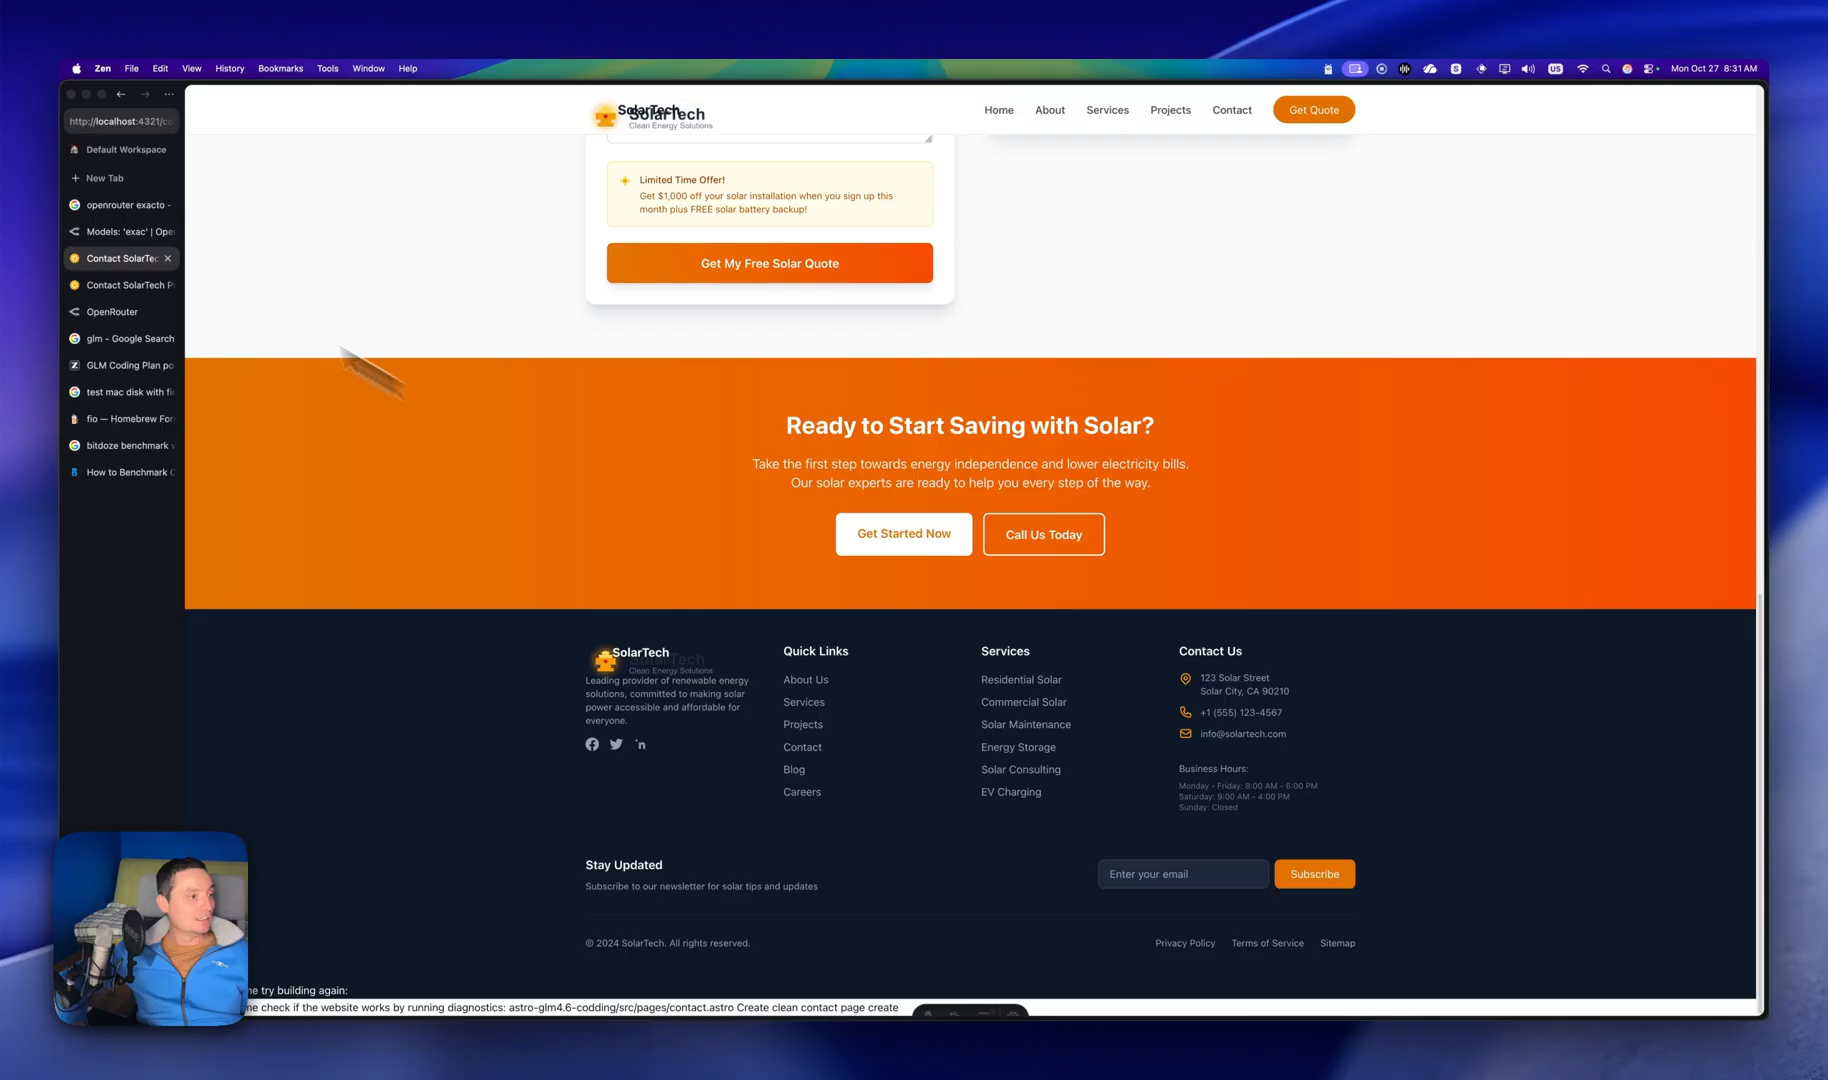 Zen File Edit View History Bookmarks Tools Window Help
S US Mon Oct 27 8:31AM
http://localhost:4321/co
Default Workspace
New Tab
openrouter exacto -
Models: 'exac' | Ope
Contact SolarTec
Contact SolarTech P
OpenRouter
glm - Google Search
GLM Coding Plan po
test mac disk with fi
fio — Homebrew For
bitdoze benchmark
How to Benchmark
SolarTech
SolarTech
Clean Energy Solutions
Home About Services Projects Contact Get Quote
Limited Time Offer!
Get $1,000 off your solar installation when you sign up this
month plus FREE solar battery backup!
Get My Free Solar Quote
Ready to Start Saving with Solar?
Take the first step towards energy independence and lower electricity bills.
Our solar experts are ready to help you every step of the way.
Get Started Now Call Us Today
SolarTech
SolarTech
Clean Energy Solutions
Leading provider of renewable energy
solutions, committed to making solar
power accessible and affordable for
everyone.
Quick Links
About Us
Services
Projects
Contact
Blog
Careers
Services
Residential Solar
Commercial Solar
Solar Maintenance
Energy Storage
Solar Consulting
EV Charging
Contact Us
123 Solar Street
Solar City, CA 90210
+1 (555) 123-4567
info@solartech.com
Business Hours:
Monday - Friday: 8:00 AM - 6:00 PM
Saturday: 9:00 AM - 4:00 PM
Sunday: Closed
Stay Updated
Subscribe to our newsletter for solar tips and updates
Enter your email Subscribe
© 2024 SolarTech. All rights reserved.
Privacy Policy Terms of Service Sitemap
try building again:
check if the website works by running diagnostics: astro-glm4.6-codding/src/pages/contact.astro Create clean contact page create